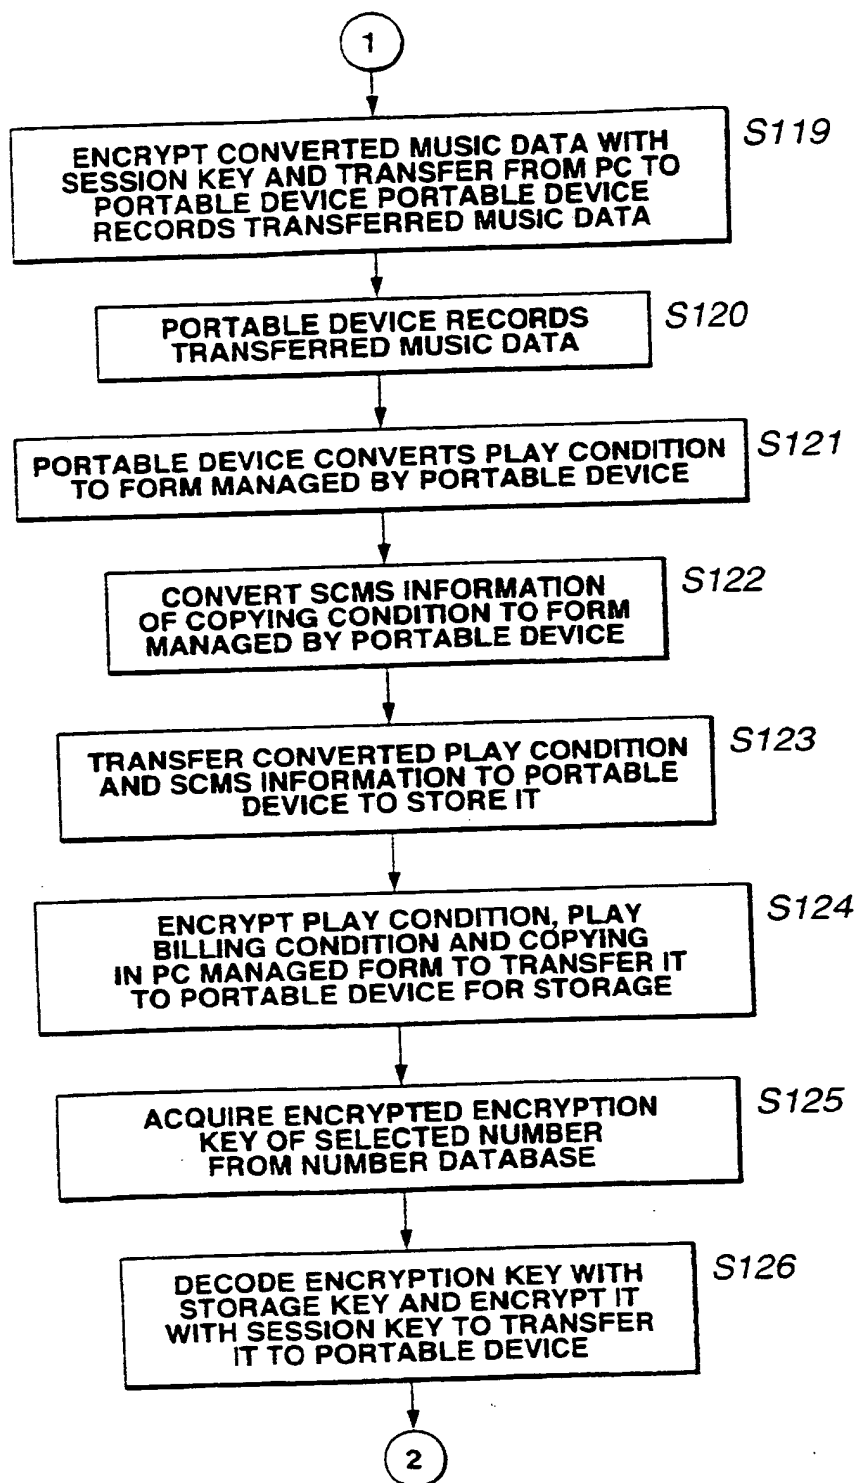 1
ENCRYPT CONVERTED MUSIC DATA WITH
SESSION KEY AND TRANSFER FROM PC TO
PORTABLE DEVICE PORTABLE DEVICE
RECORDS TRANSFERRED MUSIC DATA
S119
PORTABLE DEVICE RECORDS
TRANSFERRED MUSIC DATA
S120
PORTABLE DEVICE CONVERTS PLAY CONDITION
TO FORM MANAGED BY PORTABLE DEVICE
S121
CONVERT SCMS INFORMATION
OF COPYING CONDITION TO FORM
MANAGED BY PORTABLE DEVICE
S122
TRANSFER CONVERTED PLAY CONDITION
AND SCMS INFORMATION TO PORTABLE
DEVICE TO STORE IT
S123
ENCRYPT PLAY CONDITION, PLAY
BILLING CONDITION AND COPYING
IN PC MANAGED FORM TO TRANSFER IT
TO PORTABLE DEVICE FOR STORAGE
S124
ACQUIRE ENCRYPTED ENCRYPTION
KEY OF SELECTED NUMBER
FROM NUMBER DATABASE
S125
DECODE ENCRYPTION KEY WITH
STORAGE KEY AND ENCRYPT IT
WITH SESSION KEY TO TRANSFER
IT TO PORTABLE DEVICE
S126
2